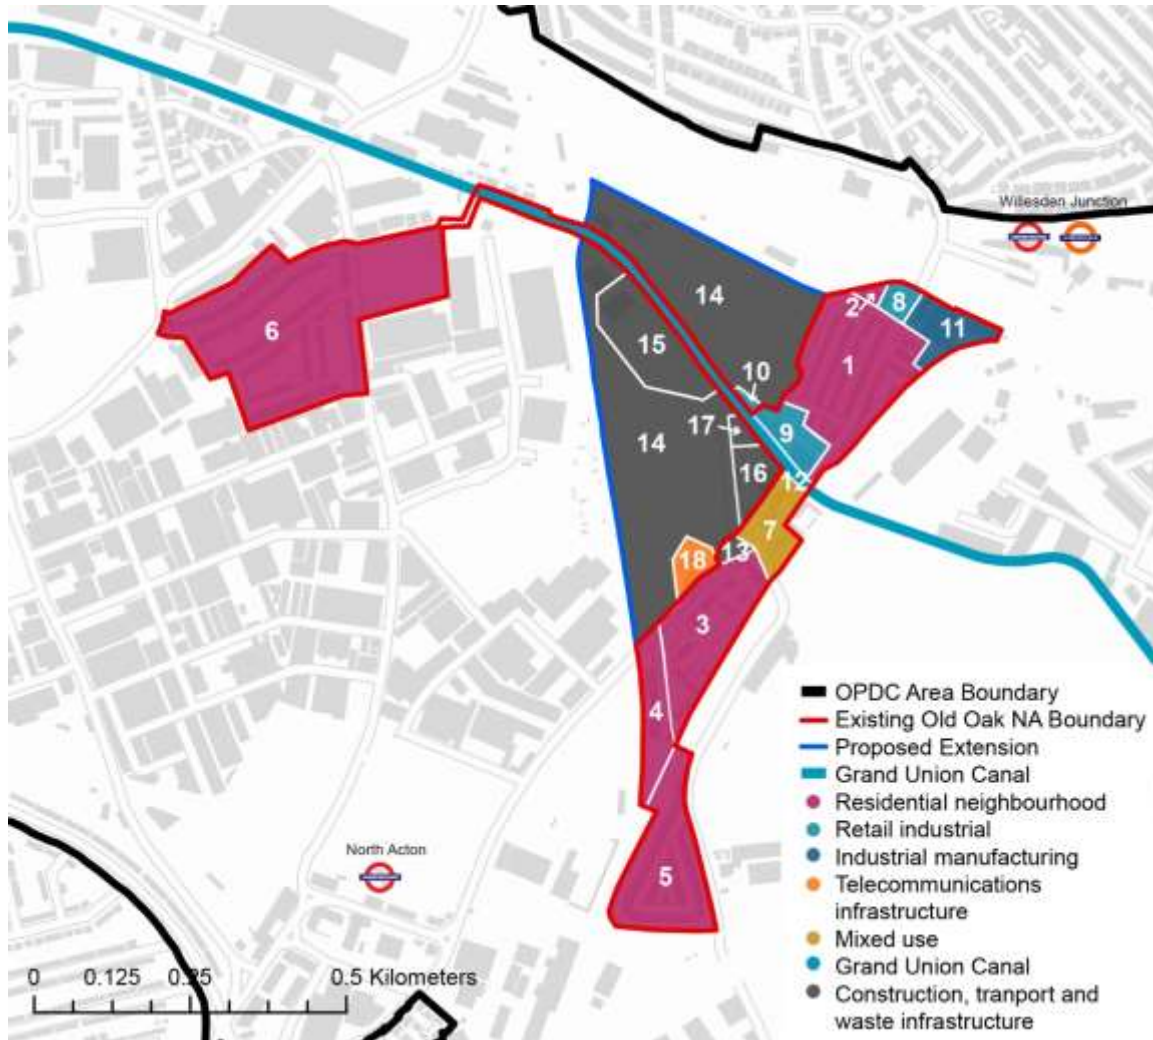 Willesden Junction
14
2
8
11
6
15
1
10
17
9
14
16
12
7
13
18
3
4
5
North Acton
OPDC Area Boundary
Existing Old Oak NA Boundary
Proposed Extension
Grand Union Canal
Residential neighbourhood
Retail industrial
Industrial manufacturing
Telecommunications
infrastructure
Mixed use
Grand Union Canal
Construction, tranport and
waste infrastructure
0 0.125 0.25 0.5 Kilometers